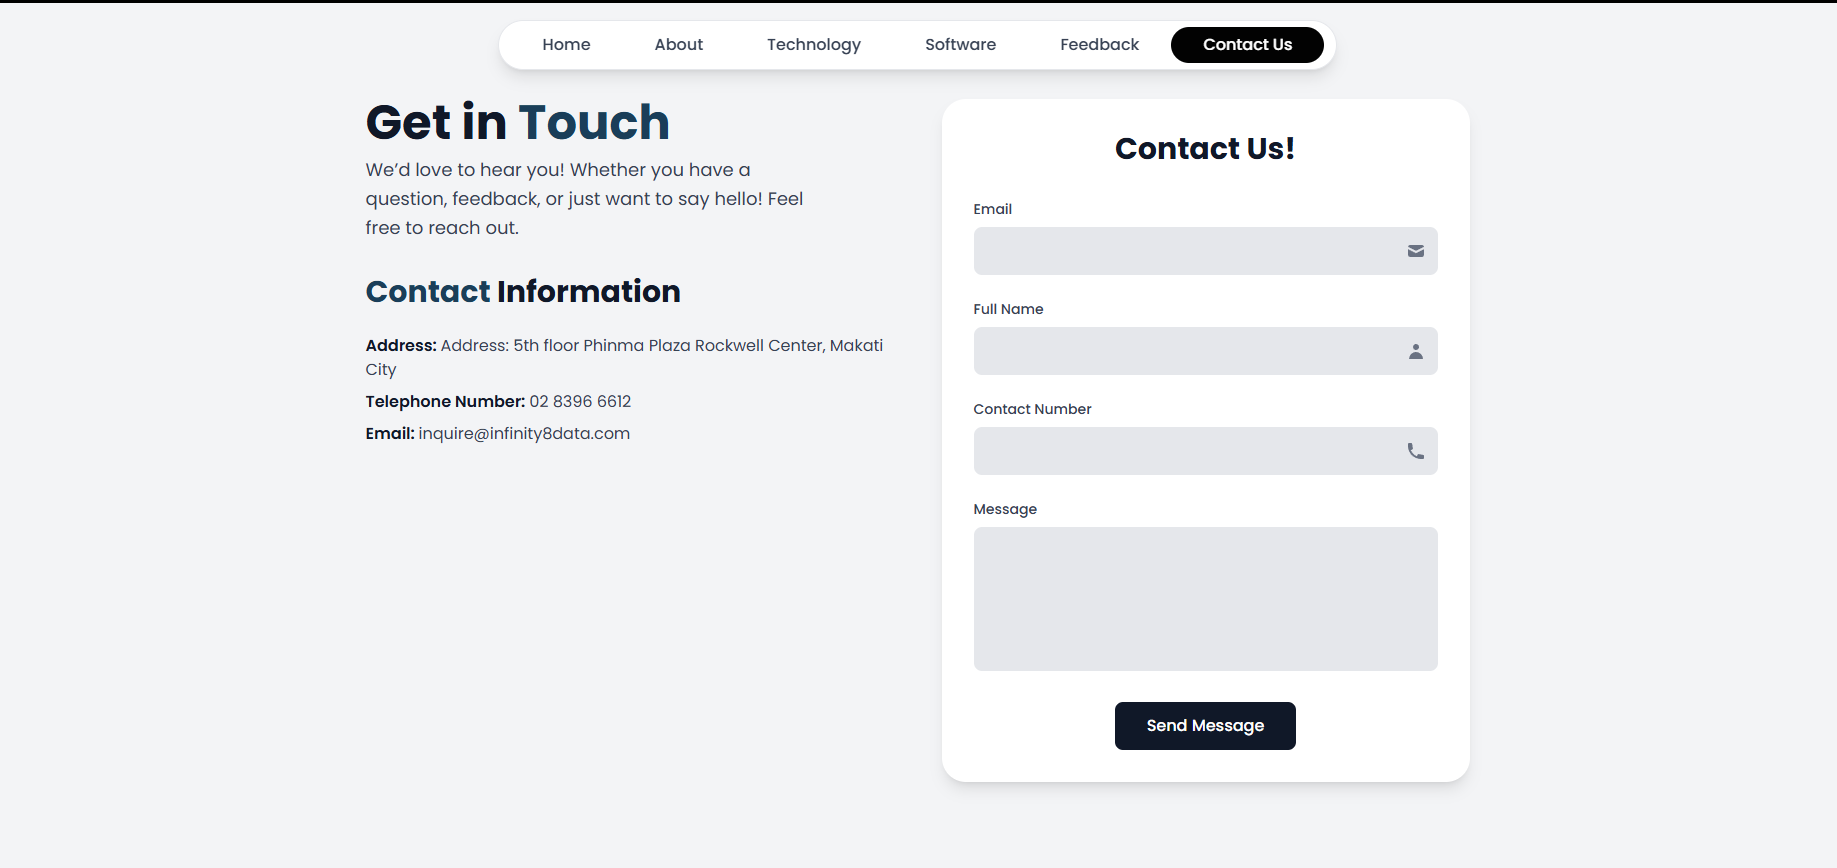 Home About Technology Software Feedback Contact Us
Get in Touch
We’d love to hear you! Whether you have a
question, feedback, or just want to say hello! Feel
free to reach out.
Contact Information
Address: Address: 5th floor Phinma Plaza Rockwell Center, Makati
City
Telephone Number: 02 8396 6612
Email: inquire@infinity8data.com
Contact Us!
Email
Full Name
Contact Number
Message
Send Message